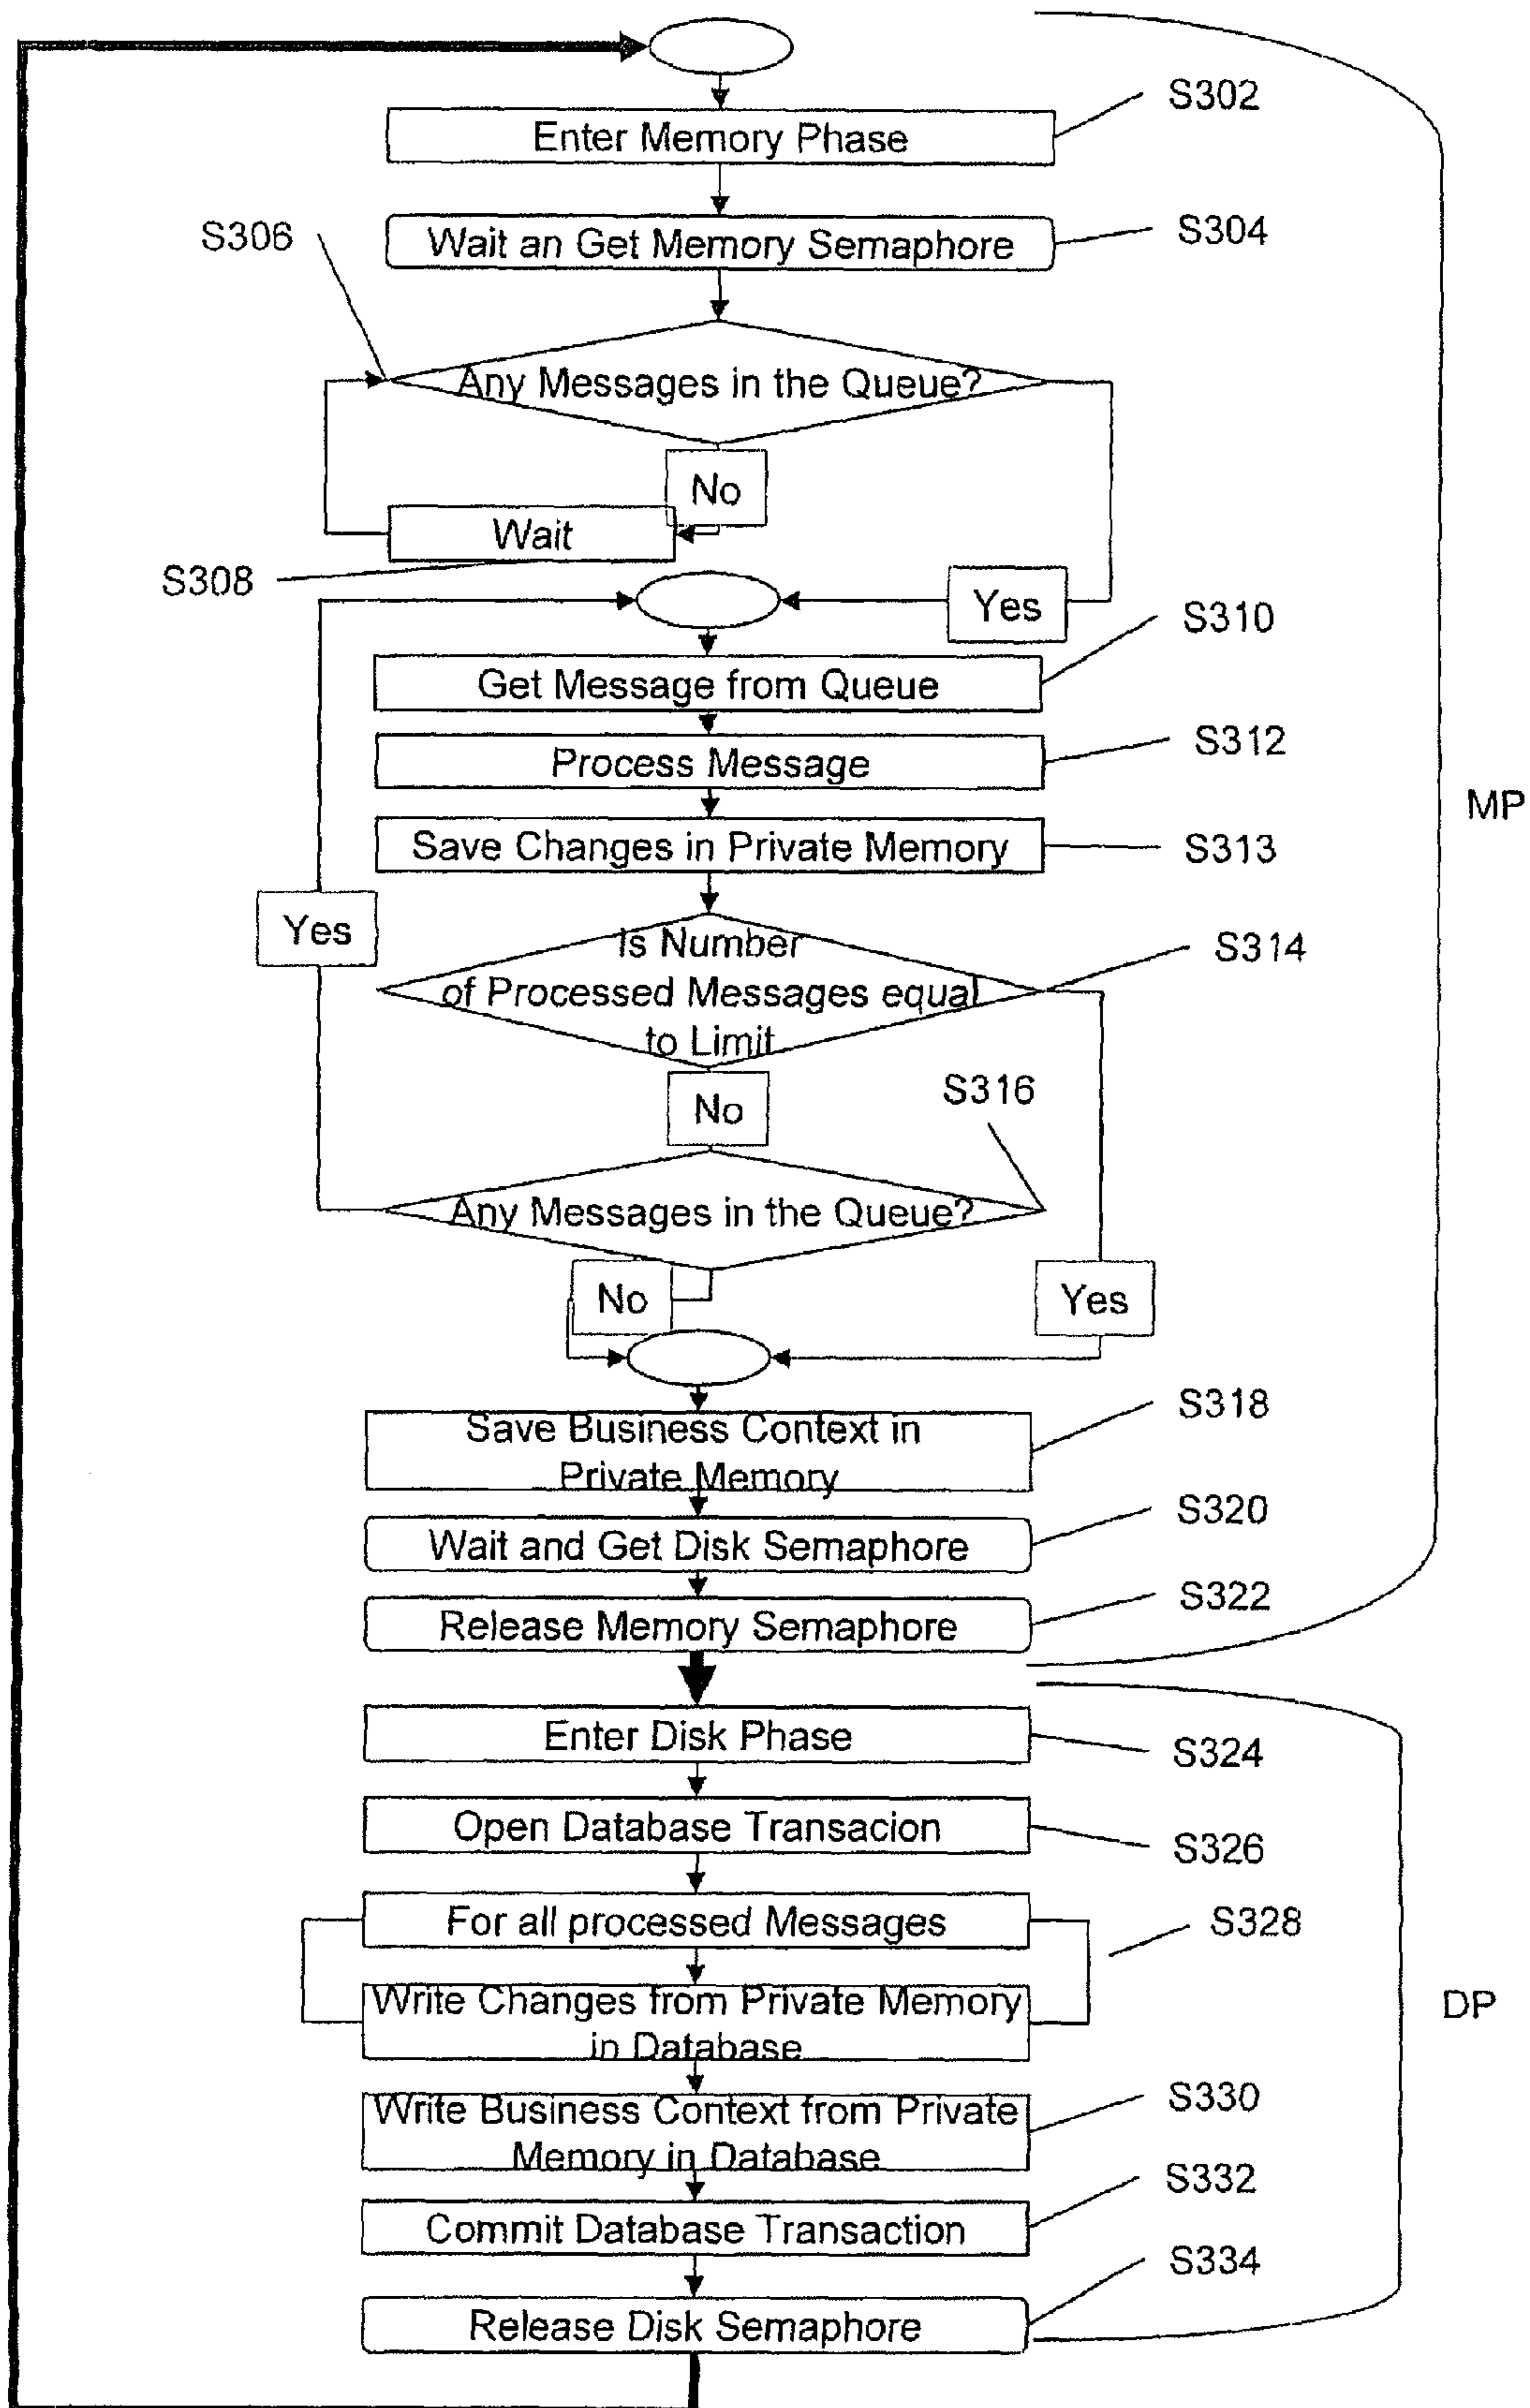 S302
Enter Memory Phase
S304
S306
Wait an Get Memory Semaphore
Any Messages in the Queue?
No
Wait
S308
Yes
S310
Get Message from Queue
S312
Process Message
MP
Save Changes in Private Memory
S313
Yes
Is Number
of Processed Messages equal
to Limit
S314
No
S316
Any Messages in the Queue?
No
Yes
S318
Save Business Context in
Private Memory
S320
Wait and Get Disk Semaphore
S322
Release Memory Semaphore
Enter Disk Phase
S324
Open Database Transacion
S326
For all processed Messages
S328
Write Changes from Private Memory
in Database
DP
S330
Write Business Context from Private
Memory in Database
S332
Commit Database Transaction
S334
Release Disk Semaphore